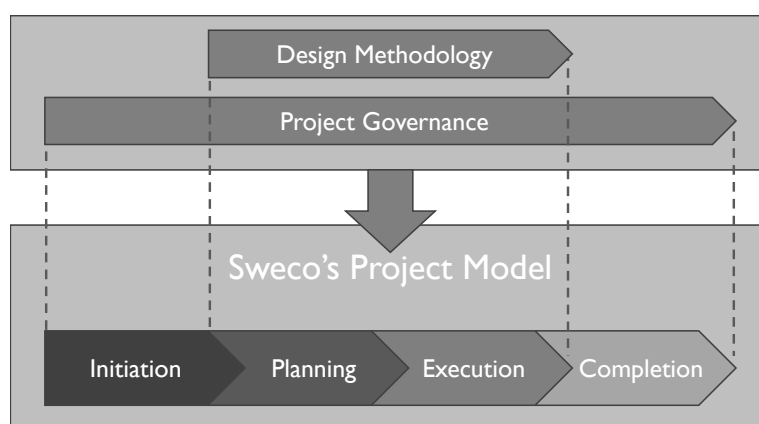 Design Methodology
Project Governance
Sweco’s Project Model
Initiation
Planning
Execution
Completion